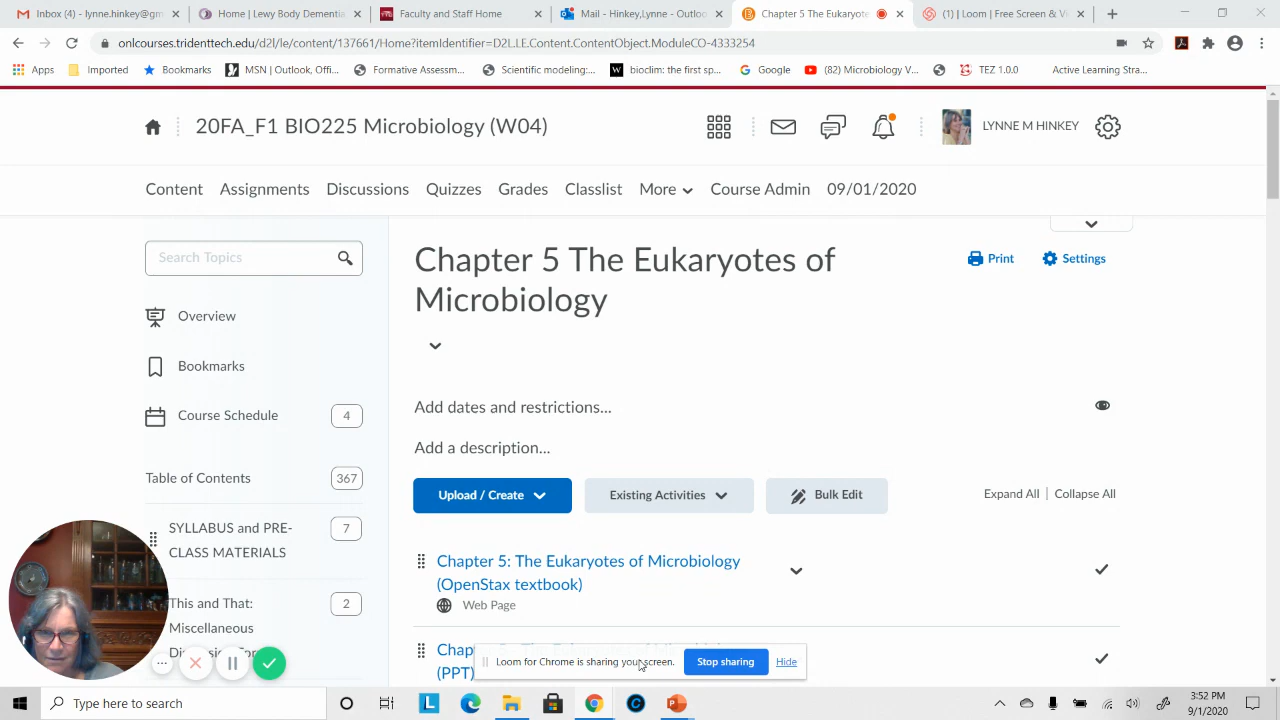 Inbox (4) - lynne.hinkey@gm
Home | Lewy Body Dementia
Faculty and Staff
Mail - Hinkey,Lynne - Outloo
Chapter 5 The Eukaryote
(1) Loom | Free Screen & Vi
onlcourses.tridenttech.edu/d2l/le/content/137661/Home?itemIdentifier=D2L.LE.Content.ContentObject.ModuleCO-4333254
Apps
Imported
Bookmarks
MSN | Outlook, Offi...
Formative Assessm...
Scientific modeling:...
bioclim: the first sp...
Google
(82) Microbiology V...
TEZ 1.0.0
Active Learning Stra...
20FA_F1 BIO225 Microbiology (W04)
LYNNE M HINKEY
Content
Assignments
Discussions
Quizzes
Grades
Classlist
More
Course Admin
09/01/2020
Search Topics
Overview
Bookmarks
Course Schedule
4
Table of Contents
367
SYLLABUS and PRE-
CLASS MATERIALS
7
This and That:
Miscellaneous
2
Chapter 5 The Eukaryotes of
Microbiology
Print
Settings
Add dates and restrictions...
Add a description...
Upload / Create
Existing Activities
Bulk Edit
Expand All | Collapse All
Chapter 5: The Eukaryotes of Microbiology
(OpenStax textbook)
Web Page
Chap
(PPT)
Loom for Chrome is sharing your screen.
Stop sharing
Hide
Type here to search
3:52 PM
9/1/2020